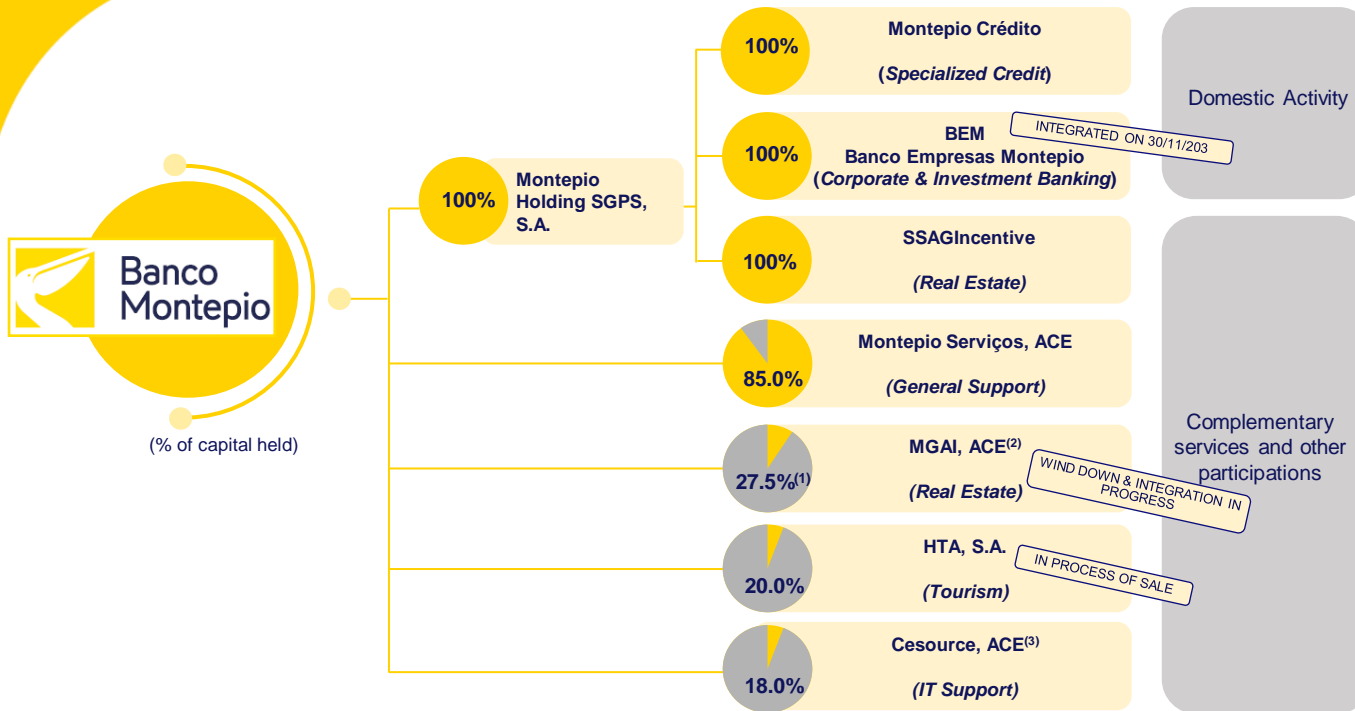 Banco
Montepio
(% of capital held)
100%
Montepio
Holding SGPS,
S.A.
100%
Montepio Crédito
(Specialized Credit)
100%
BEM
Banco Empresas Montepio
(Corporate & Investment Banking)
INTEGRATED ON 30/11/203
100%
SSAGIncentive
(Real Estate)
85.0%
Montepio Serviços, ACE
(General Support)
27.5%(1)
MGAI, ACE(2)
(Real Estate)
WIND DOWN & INTEGRATION IN
PROGRESS
20.0%
HTA, S.A.
(Tourism)
IN PROCESS OF SALE
18.0%
Cesource, ACE(3)
(IT Support)
Domestic Activity
Complementary
services and other
participations